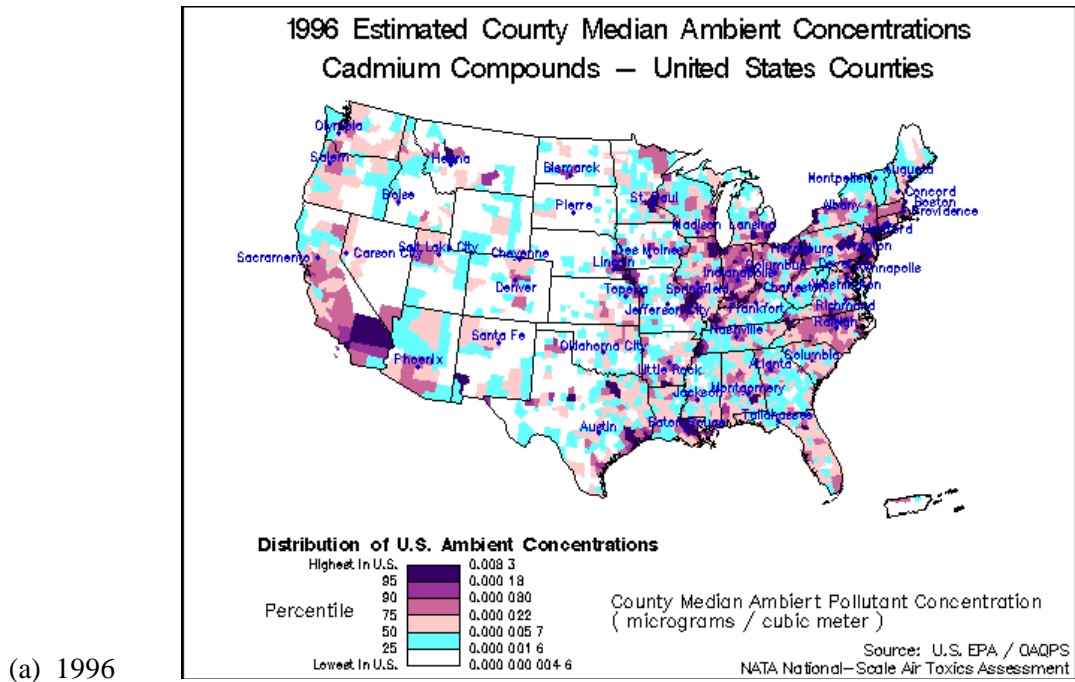 1996 Estimated County Median Ambient Concentrations
Cadmium Compounds – United States Counties
Olympia
Salem
Helena
Bismarck
Boise
Pierre
St. Paul
Montpelier
Augusta
Concord
Boston
Albany
Providence
Hartford
Madison
Lansing
Sacramento
Carson City
Salt Lake City
Cheyenne
Des Moines
Lincoln
Harrisburg
Trenton
Columbus
Annapolis
Denver
Topeka
Springfield
Indianapolis
Charleston
Washington
Jefferson City
Frankfort
Richmond
Nashville
Raleigh
Santa Fe
Oklahoma City
Phoenix
Little Rock
Atlanta
Columbia
Jackson
Montgomery
Austin
Baton Rouge
Tallahassee
Distribution of U.S. Ambient Concentrations
Highest In U.S. 0.008 3
95 0.000 18
90 0.000 080
Percentile
75 0.000 022
50 0.000 005 7
25 0.000 001 6
Lowest In U.S. 0.000 000 004 6
County Median Ambiert Pollutant Concentration
( micrograms / cubic meter )
Source: U.S. EPA / OAQPS
NATA National–Scale Air Toxics Assessment
(a) 1996